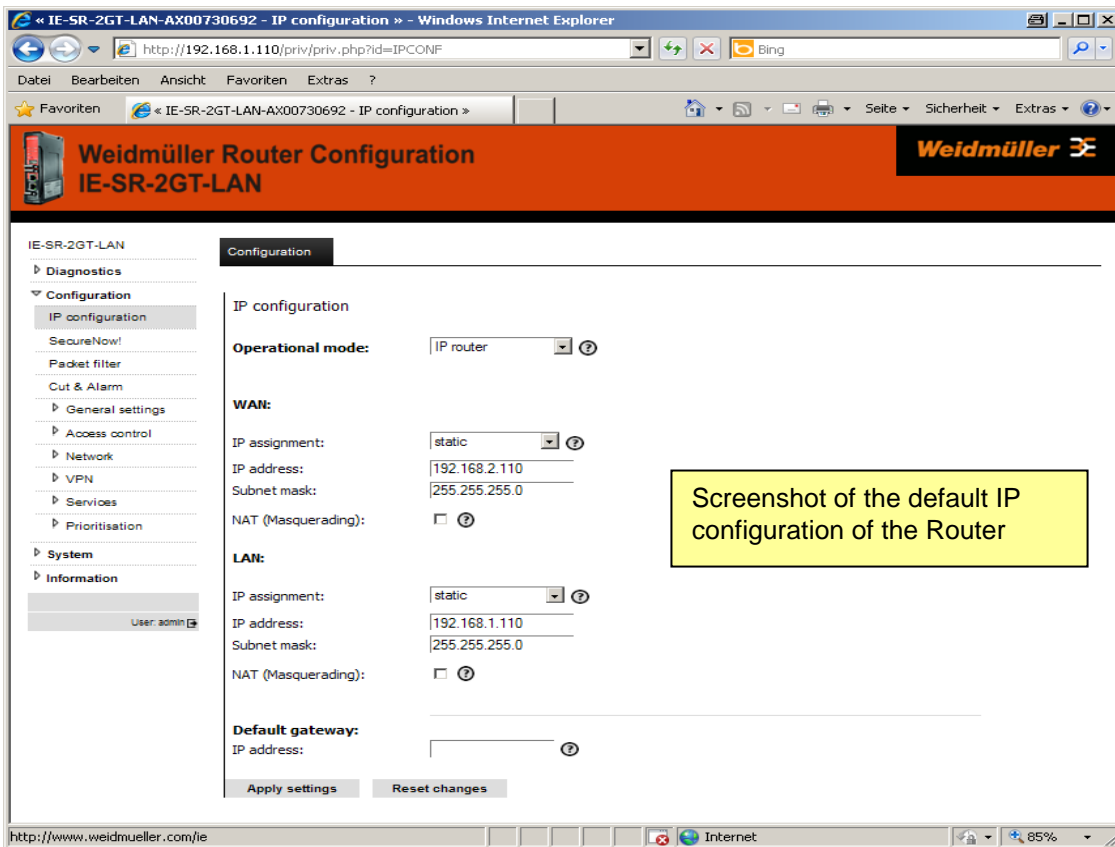 « IE-SR-2GT-LAN-AX00730692 - IP configuration » - Windows Internet Explorer
http://192.168.1.110/priv/priv.php?id=IPCONF
Bing
Datei Bearbeiten Ansicht Favoriten Extras ?
Favoriten
« IE-SR-2GT-LAN-AX00730692 - IP configuration »
Seite
Sicherheit
Extras
Weidmüller Router Configuration
IE-SR-2GT-LAN
Weidmüller
IE-SR-2GT-LAN
Diagnostics
Configuration
IP configuration
SecureNow!
Packet filter
Cut & Alarm
General settings
Access control
Network
VPN
Services
Prioritisation
System
Information
User: admin
Configuration
IP configuration
Operational mode: IP router ?
WAN:
IP assignment: static ?
IP address: 192.168.2.110
Subnet mask: 255.255.255.0
NAT (Masquerading): ?
LAN:
IP assignment: static ?
IP address: 192.168.1.110
Subnet mask: 255.255.255.0
NAT (Masquerading): ?
Default gateway:
IP address: ?
Apply settings Reset changes
Screenshot of the default IP
configuration of the Router
http://www.weidmueller.com/ie
Internet
85%